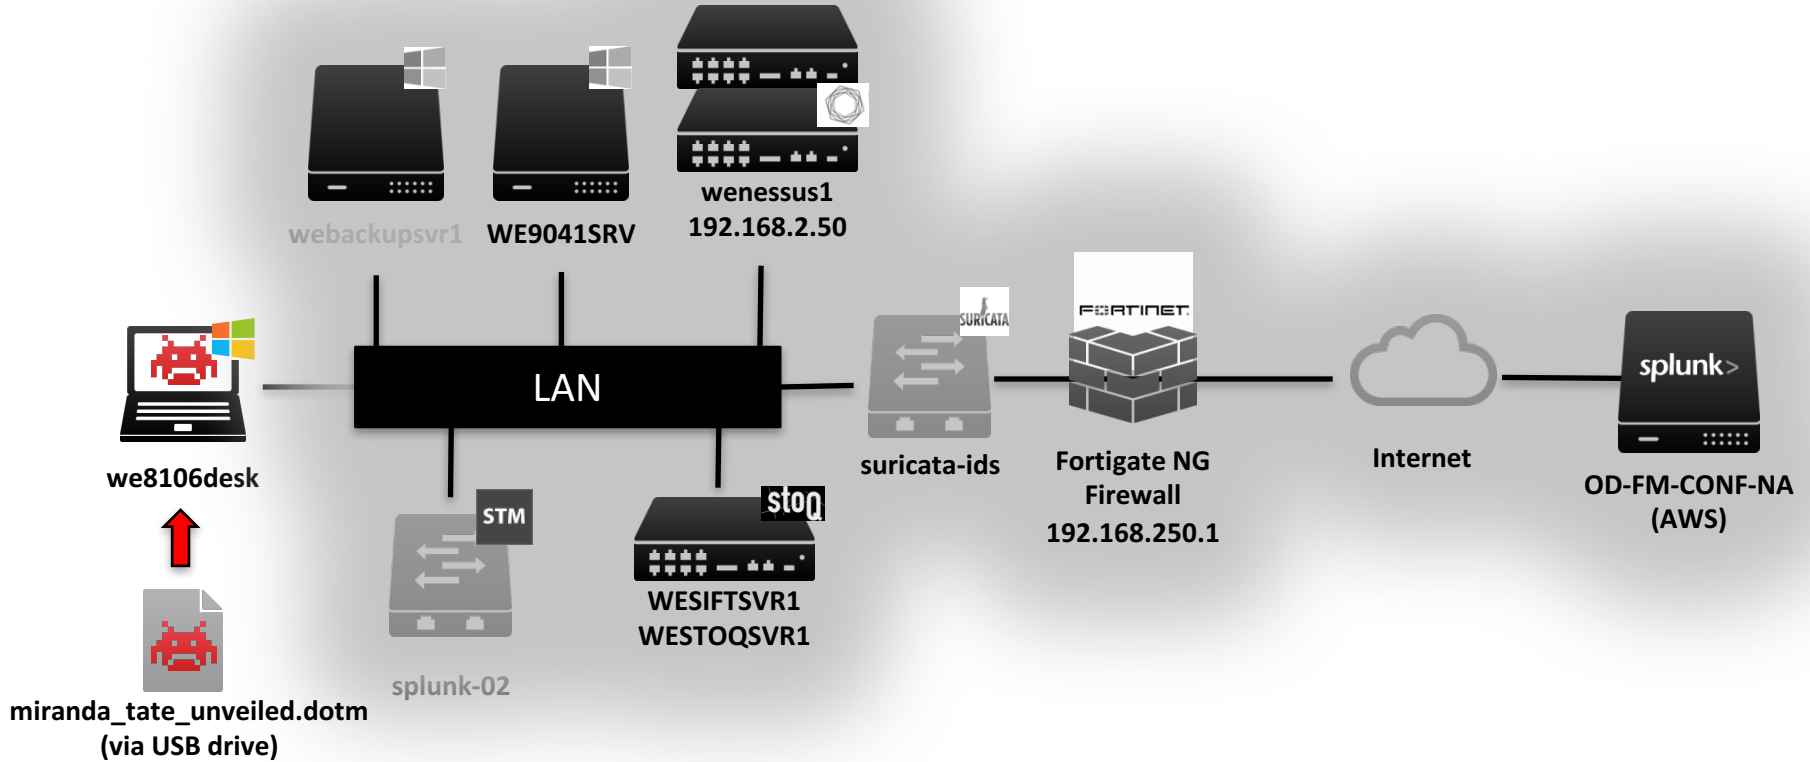 webackupsvr1
WE9041SRV
wenessus1
192.168.2.50
SURICATA
FORTINET
splunk>
LAN
we8106desk
suricata-ids
Fortigate NG
Firewall
192.168.250.1
Internet
OD-FM-CONF-NA
(AWS)
STM
stoQ
WESIFTSVR1
WESTOQSVR1
splunk-02
miranda_tate_unveiled.dotm
(via USB drive)